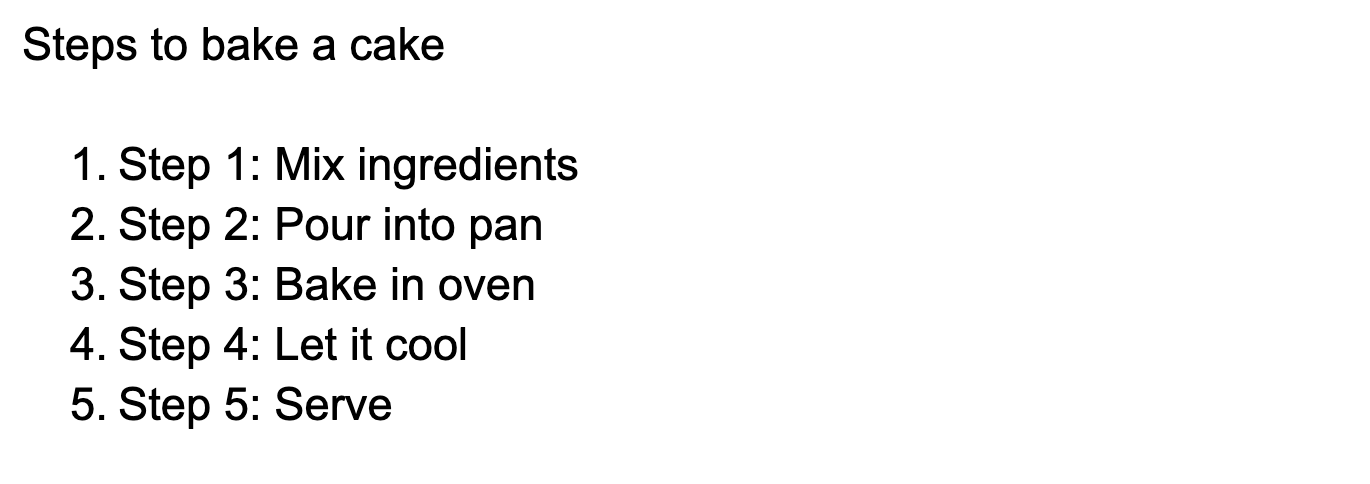 Steps to bake a cake
1. Step 1: Mix ingredients
2. Step 2: Pour into pan
3. Step 3: Bake in oven
4. Step 4: Let it cool
5. Step 5: Serve